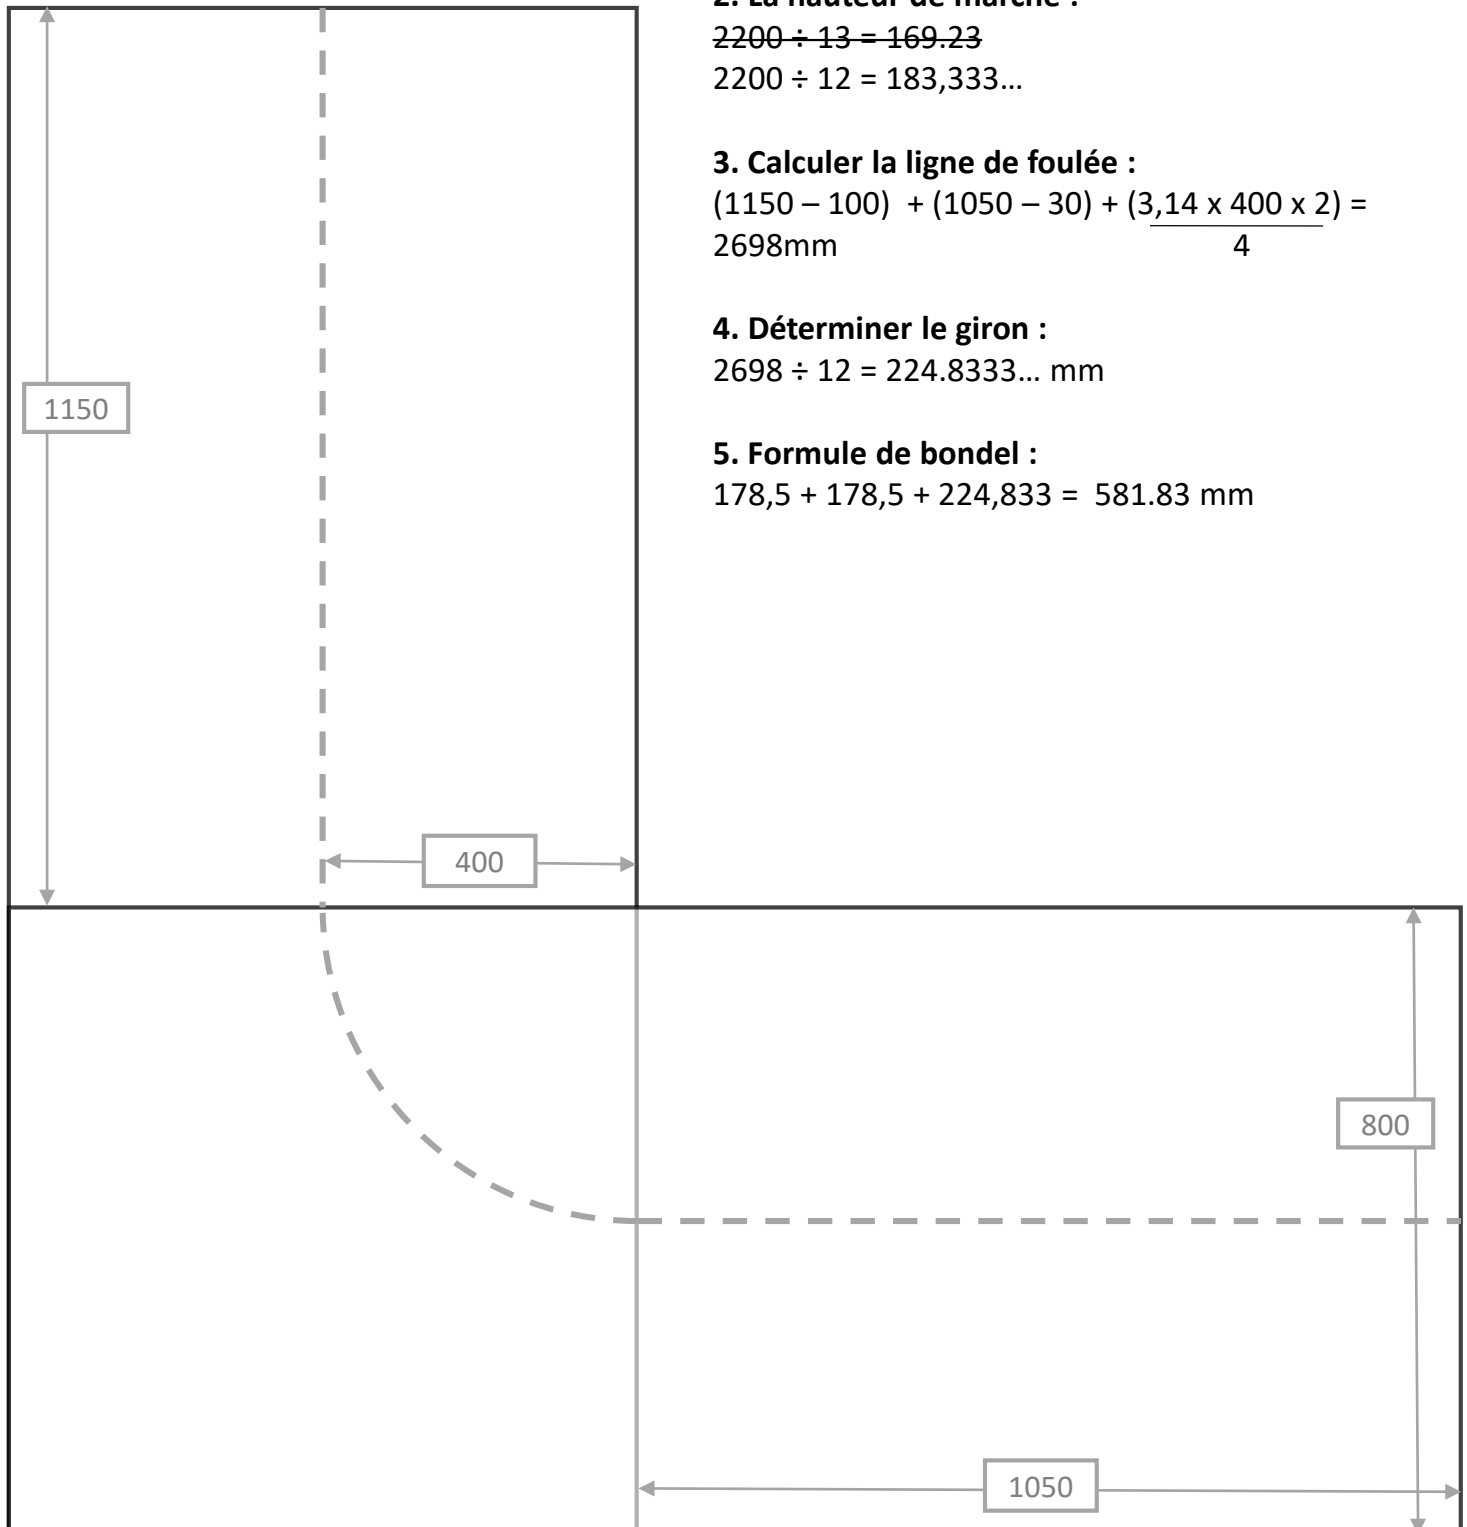 2. La hauteur de marche :
2200 ÷ 13 = 169.23
2200 ÷ 12 = 183,333…
3. Calculer la ligne de foulée :
(1150 – 100)  + (1050 – 30) + (3,14 x 400 x 2) =
2698mm 4
4. Déterminer le giron :
2698 ÷ 12 = 224.8333… mm
5. Formule de bondel :
178,5 + 178,5 + 224,833 =  581.83 mm
1150
400
800
1050